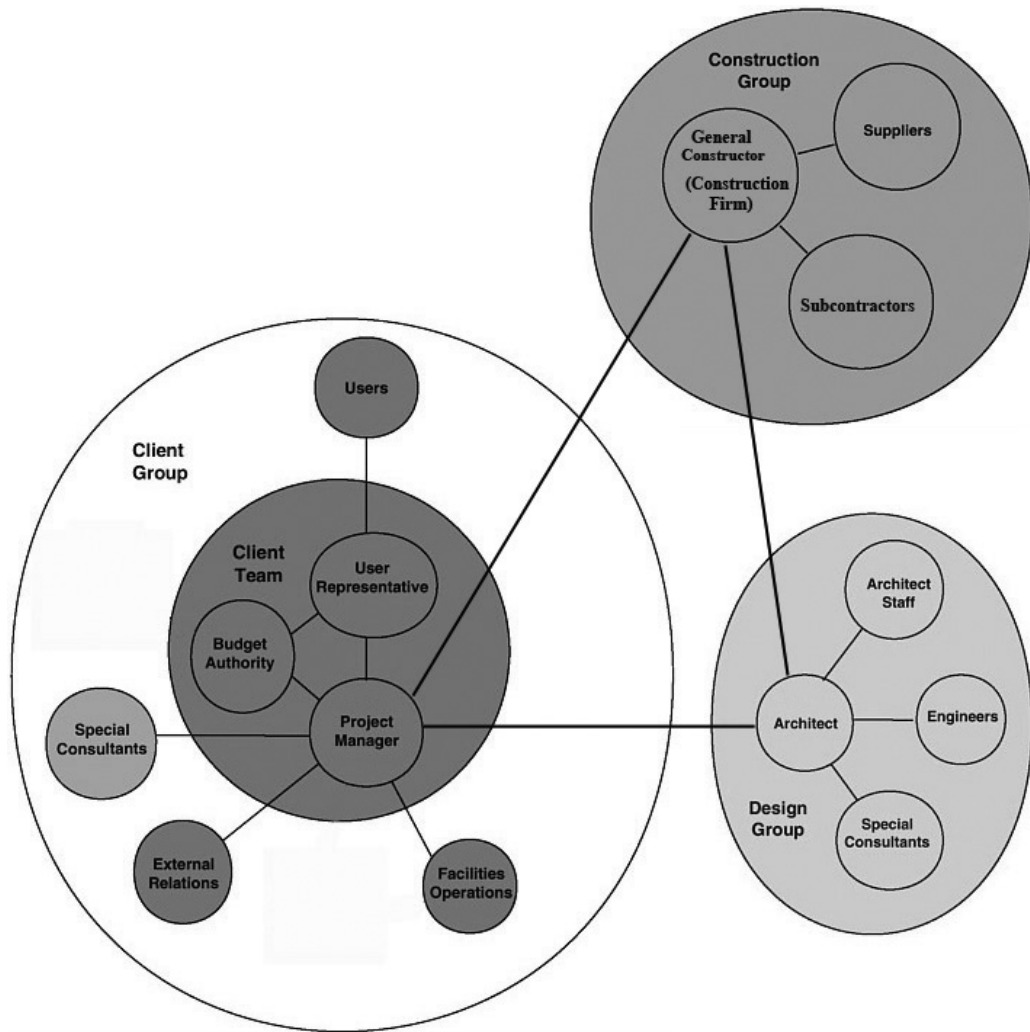 Construction
Group
General
Constructor
(Construction
Firm)
Suppliers
Subcontractors
Users
Client
Group
Client
Team
User
Representative
Budget
Authority
Project
Manager
Special
Consultants
External
Relations
Facilities
Operations
Architect
Staff
Architect
Engineers
Design
Group
Special
Consultants